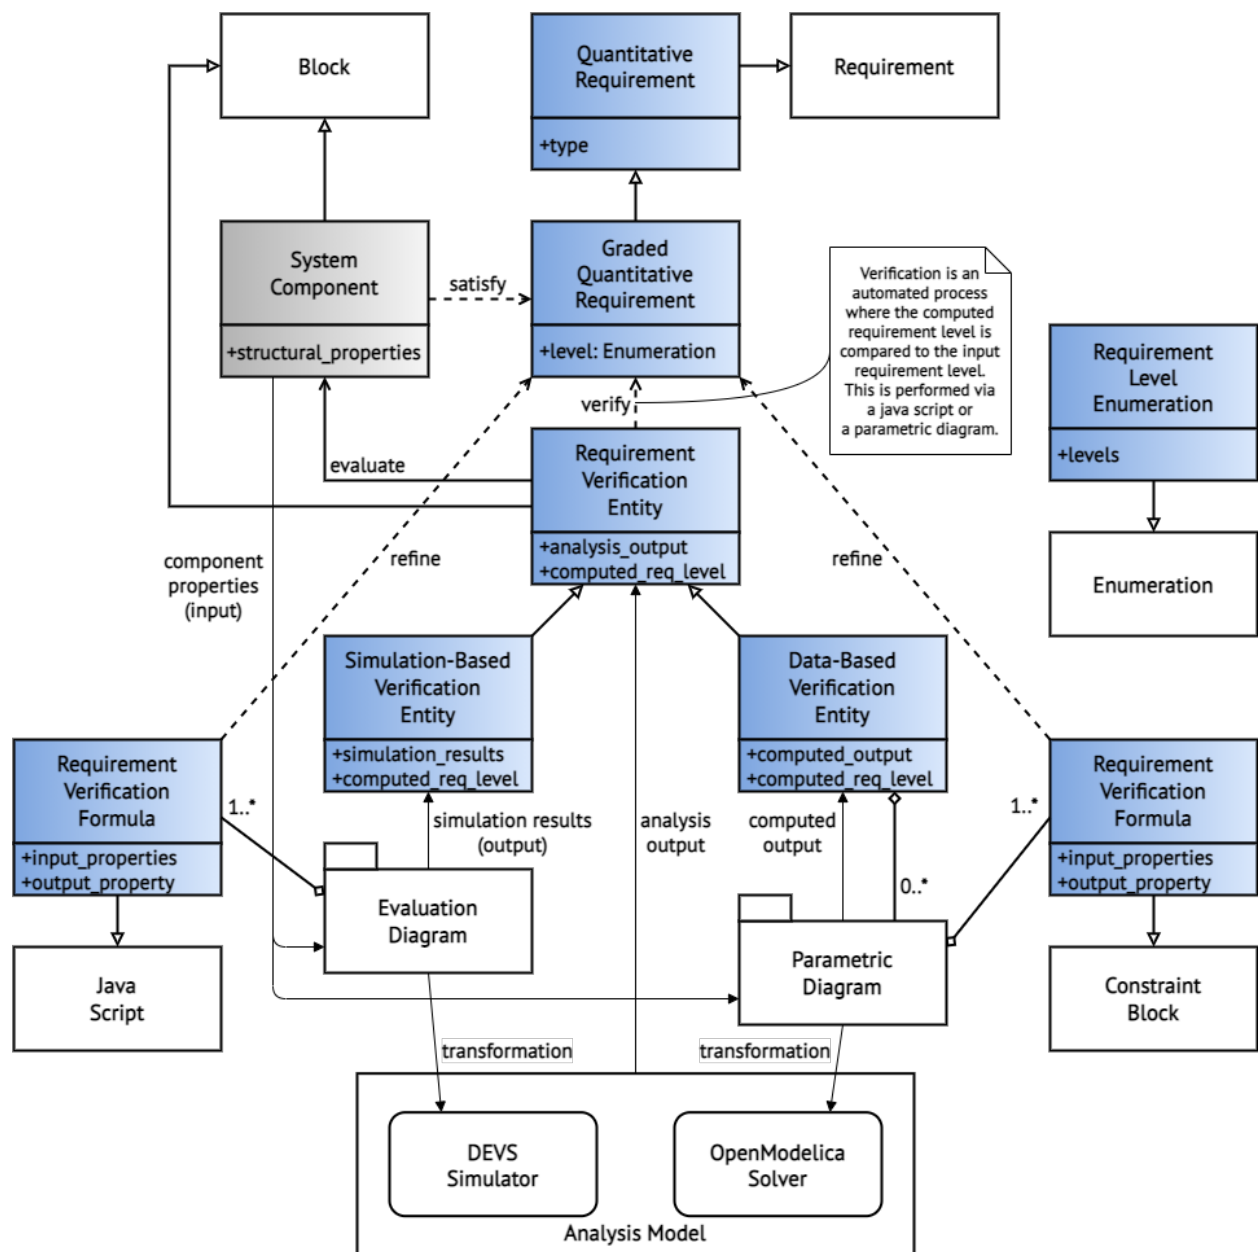 Block
Quantitative
Requirement
+type
Requirement
System
Component
+structural_properties
satisfy
Graded
Quantitative
Requirement
+level: Enumeration
Verification is an
automated process
where the computed
requirement level is
compared to the input
requirement level.
This is performed via
a java script or
a parametric diagram.
Requirement
Level
Enumeration
+levels
Enumeration
verify
evaluate
Requirement
Verification
Entity
+analysis_output
+computed_req_level
component
properties
(input)
refine
refine
Simulation-Based
Verification
Entity
+simulation_results
+computed_req_level
Data-Based
Verification
Entity
+computed_output
+computed_req_level
Requirement
Verification
Formula
+input_properties
+output_property
1..*
simulation results
(output)
analysis
output
computed
output
0..*
1..*
Requirement
Verification
Formula
+input_properties
+output_property
Java
Script
Evaluation
Diagram
Parametric
Diagram
Constraint
Block
transformation
transformation
DEVS
Simulator
OpenModelica
Solver
Analysis Model